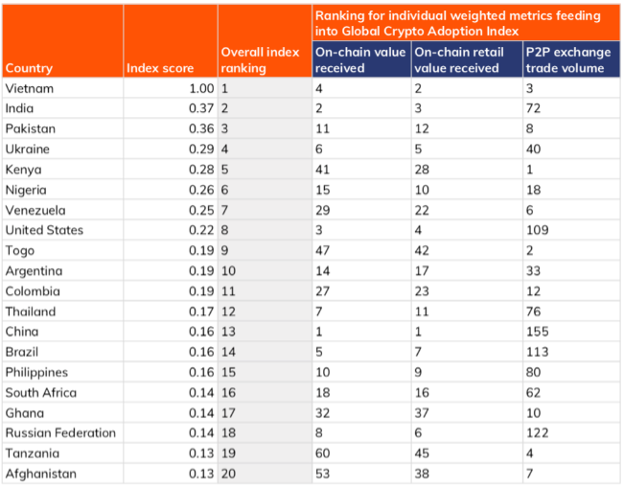 Ranking for individual weighted metrics feeding
into Global Crypto Adoption Index
Country Index score Overall index ranking On-chain value received On-chain retail value received P2P exchange trade volume
Vietnam 1.00 1 4 2 3
India 0.37 2 2 3 72
Pakistan 0.36 3 11 12 8
Ukraine 0.29 4 6 5 40
Kenya 0.28 5 41 28 1
Nigeria 0.26 6 15 10 18
Venezuela 0.25 7 29 22 6
United States 0.22 8 3 4 109
Togo 0.19 9 47 42 2
Argentina 0.19 10 14 17 33
Colombia 0.19 11 27 23 12
Thailand 0.17 12 7 11 76
China 0.16 13 1 1 155
Brazil 0.16 14 5 7 113
Philippines 0.16 15 10 9 80
South Africa 0.14 16 18 16 62
Ghana 0.14 17 32 37 10
Russian Federation 0.14 18 8 6 122
Tanzania 0.13 19 60 45 4
Afghanistan 0.13 20 53 38 7